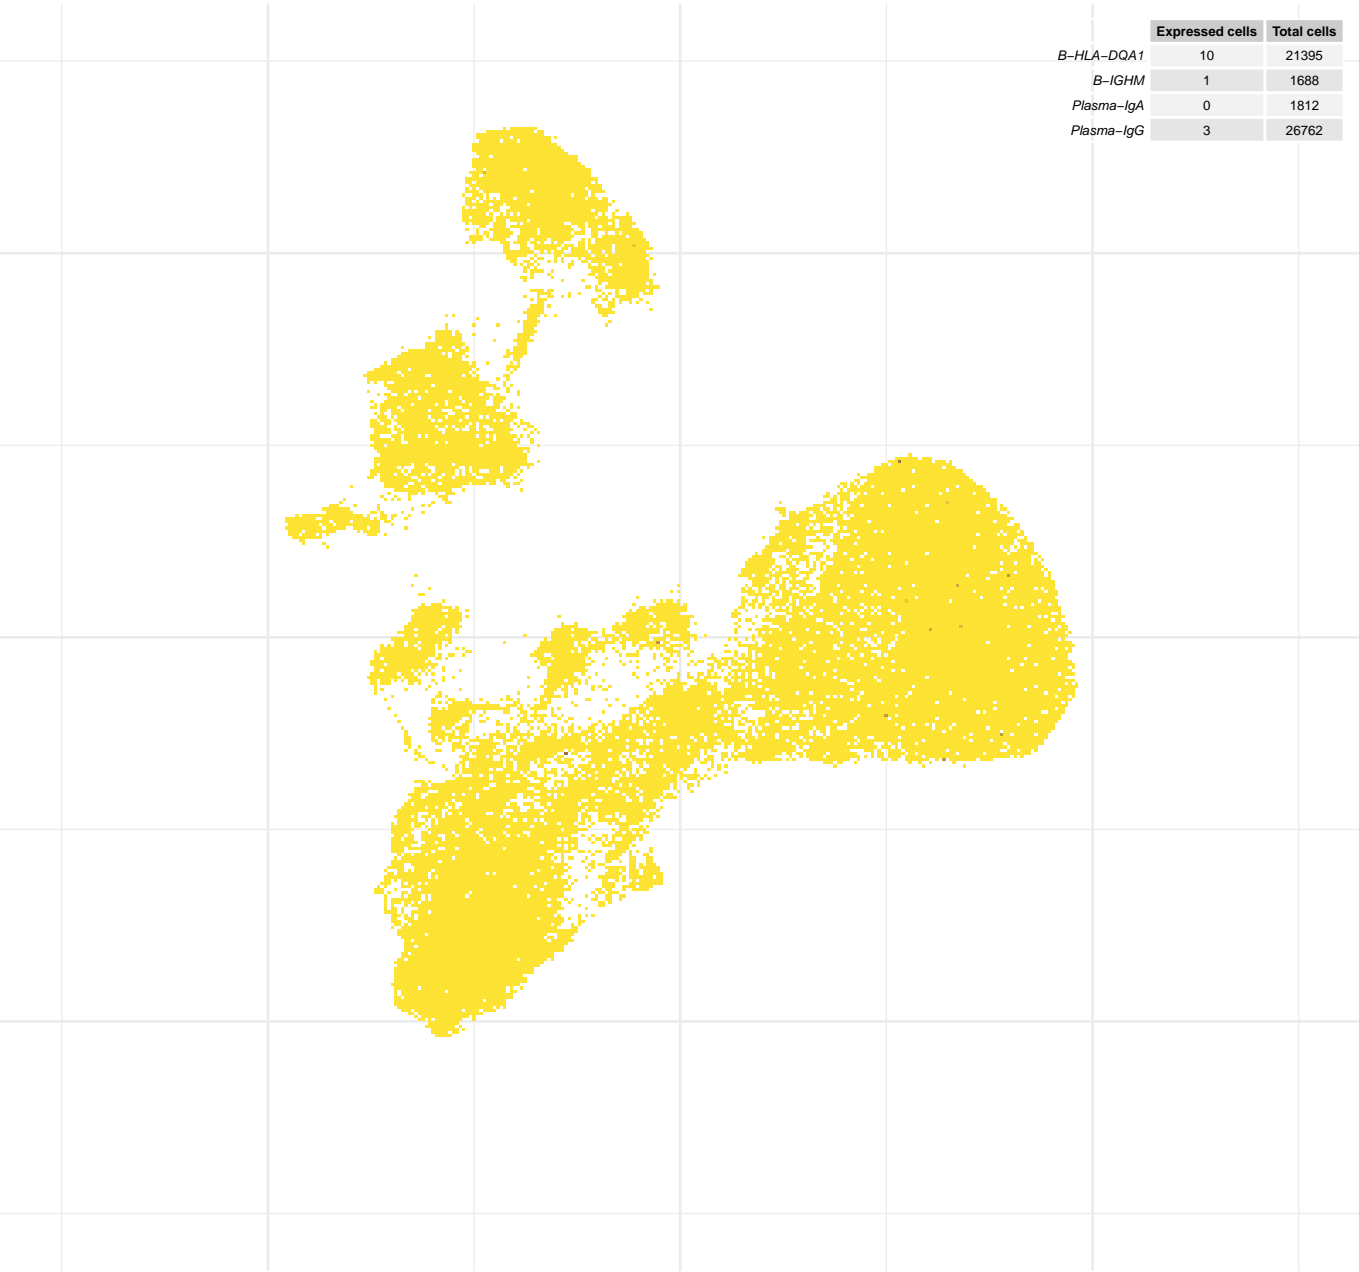 Expressed cells Total cells
B−HLA−DQA1 10 21395
B−IGHM 1 1688
Plasma−IgA 0 1812
Plasma−IgG 3 26762